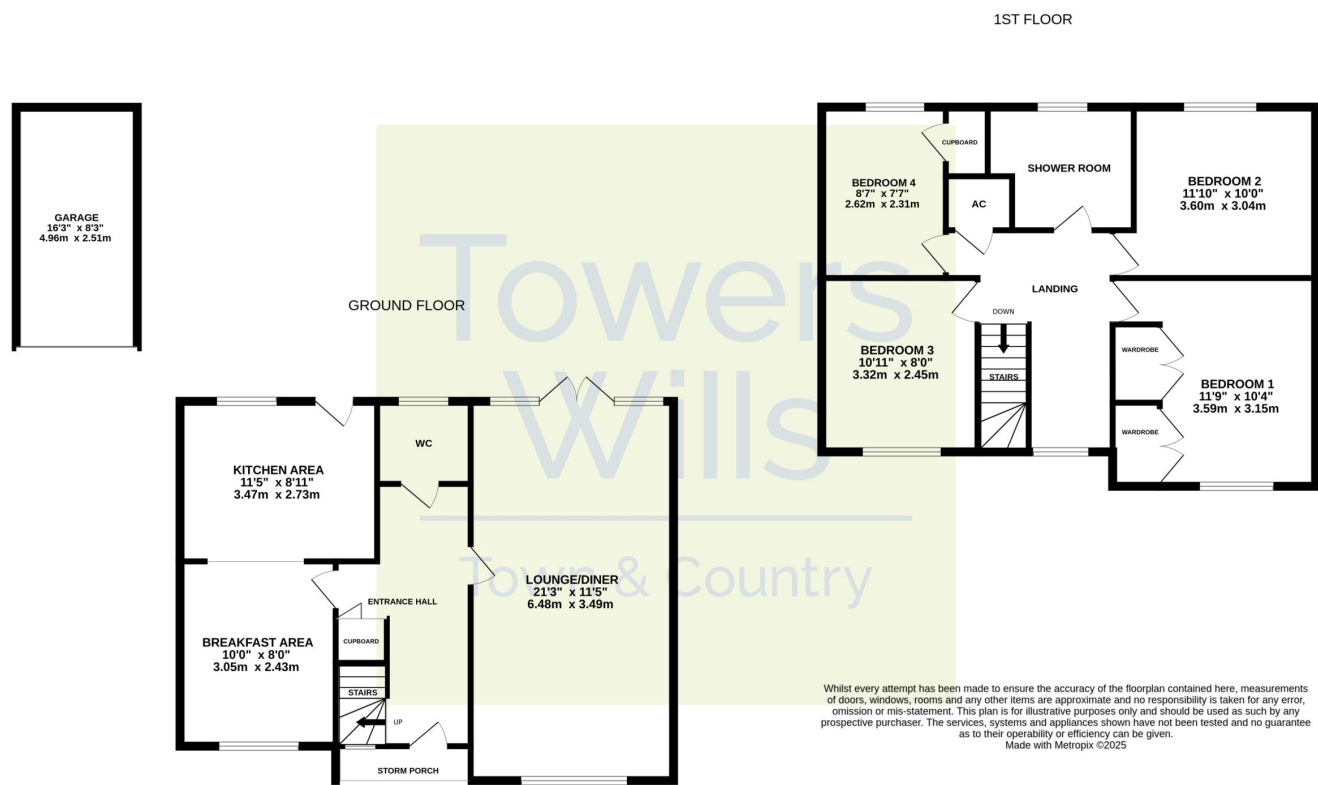 1ST FLOOR
GROUND FLOOR
GARAGE
16'3" x 8'3"
4.96m x 2.51m
KITCHEN AREA
11'5" x 8'11"
3.47m x 2.73m
WC
LOUNGE/DINER
21'3" x 11'5"
6.48m x 3.49m
ENTRANCE HALL
BREAKFAST AREA
10'0" x 8'0"
3.05m x 2.43m
CUPBOARD
STAIRS
UP
STORM PORCH
BEDROOM 4
8'7" x 7'7"
2.62m x 2.31m
CUPBOARD
AC
SHOWER ROOM
BEDROOM 2
11'10" x 10'0"
3.60m x 3.04m
LANDING
DOWN
STAIRS
BEDROOM 3
10'11" x 8'0"
3.32m x 2.45m
WARDROBE
WARDROBE
BEDROOM 1
11'9" x 10'4"
3.59m x 3.15m
Towers
Wills
Town & Country
Whilst every attempt has been made to ensure the accuracy of the floorplan contained here, measurements
of doors, windows, rooms and any other items are approximate and no responsibility is taken for any error,
omission or mis-statement. This plan is for illustrative purposes only and should be used as such by any
prospective purchaser. The services, systems and appliances shown have not been tested and no guarantee
as to their operability or efficiency can be given.
Made with Metropix ©2025